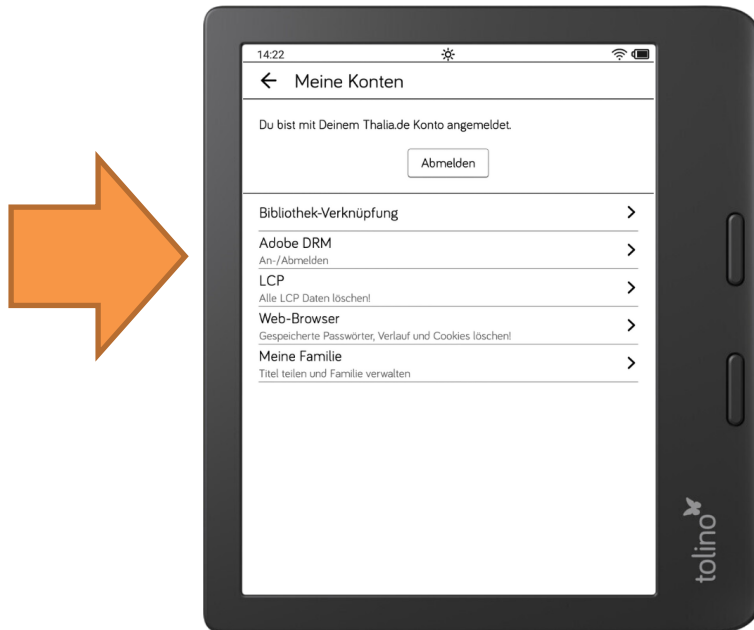 14:22
Meine Konten
Du bist mit Deinem Thalia.de Konto angemeldet.
Abmelden
Bibliothek-Verknüpfung
Adobe DRM
An-/Abmelden
LCP
Alle LCP Daten löschen!
Web-Browser
Gespeicherte Passwörter, Verlauf und Cookies löschen!
Meine Familie
Titel teilen und Familie verwalten
tolino